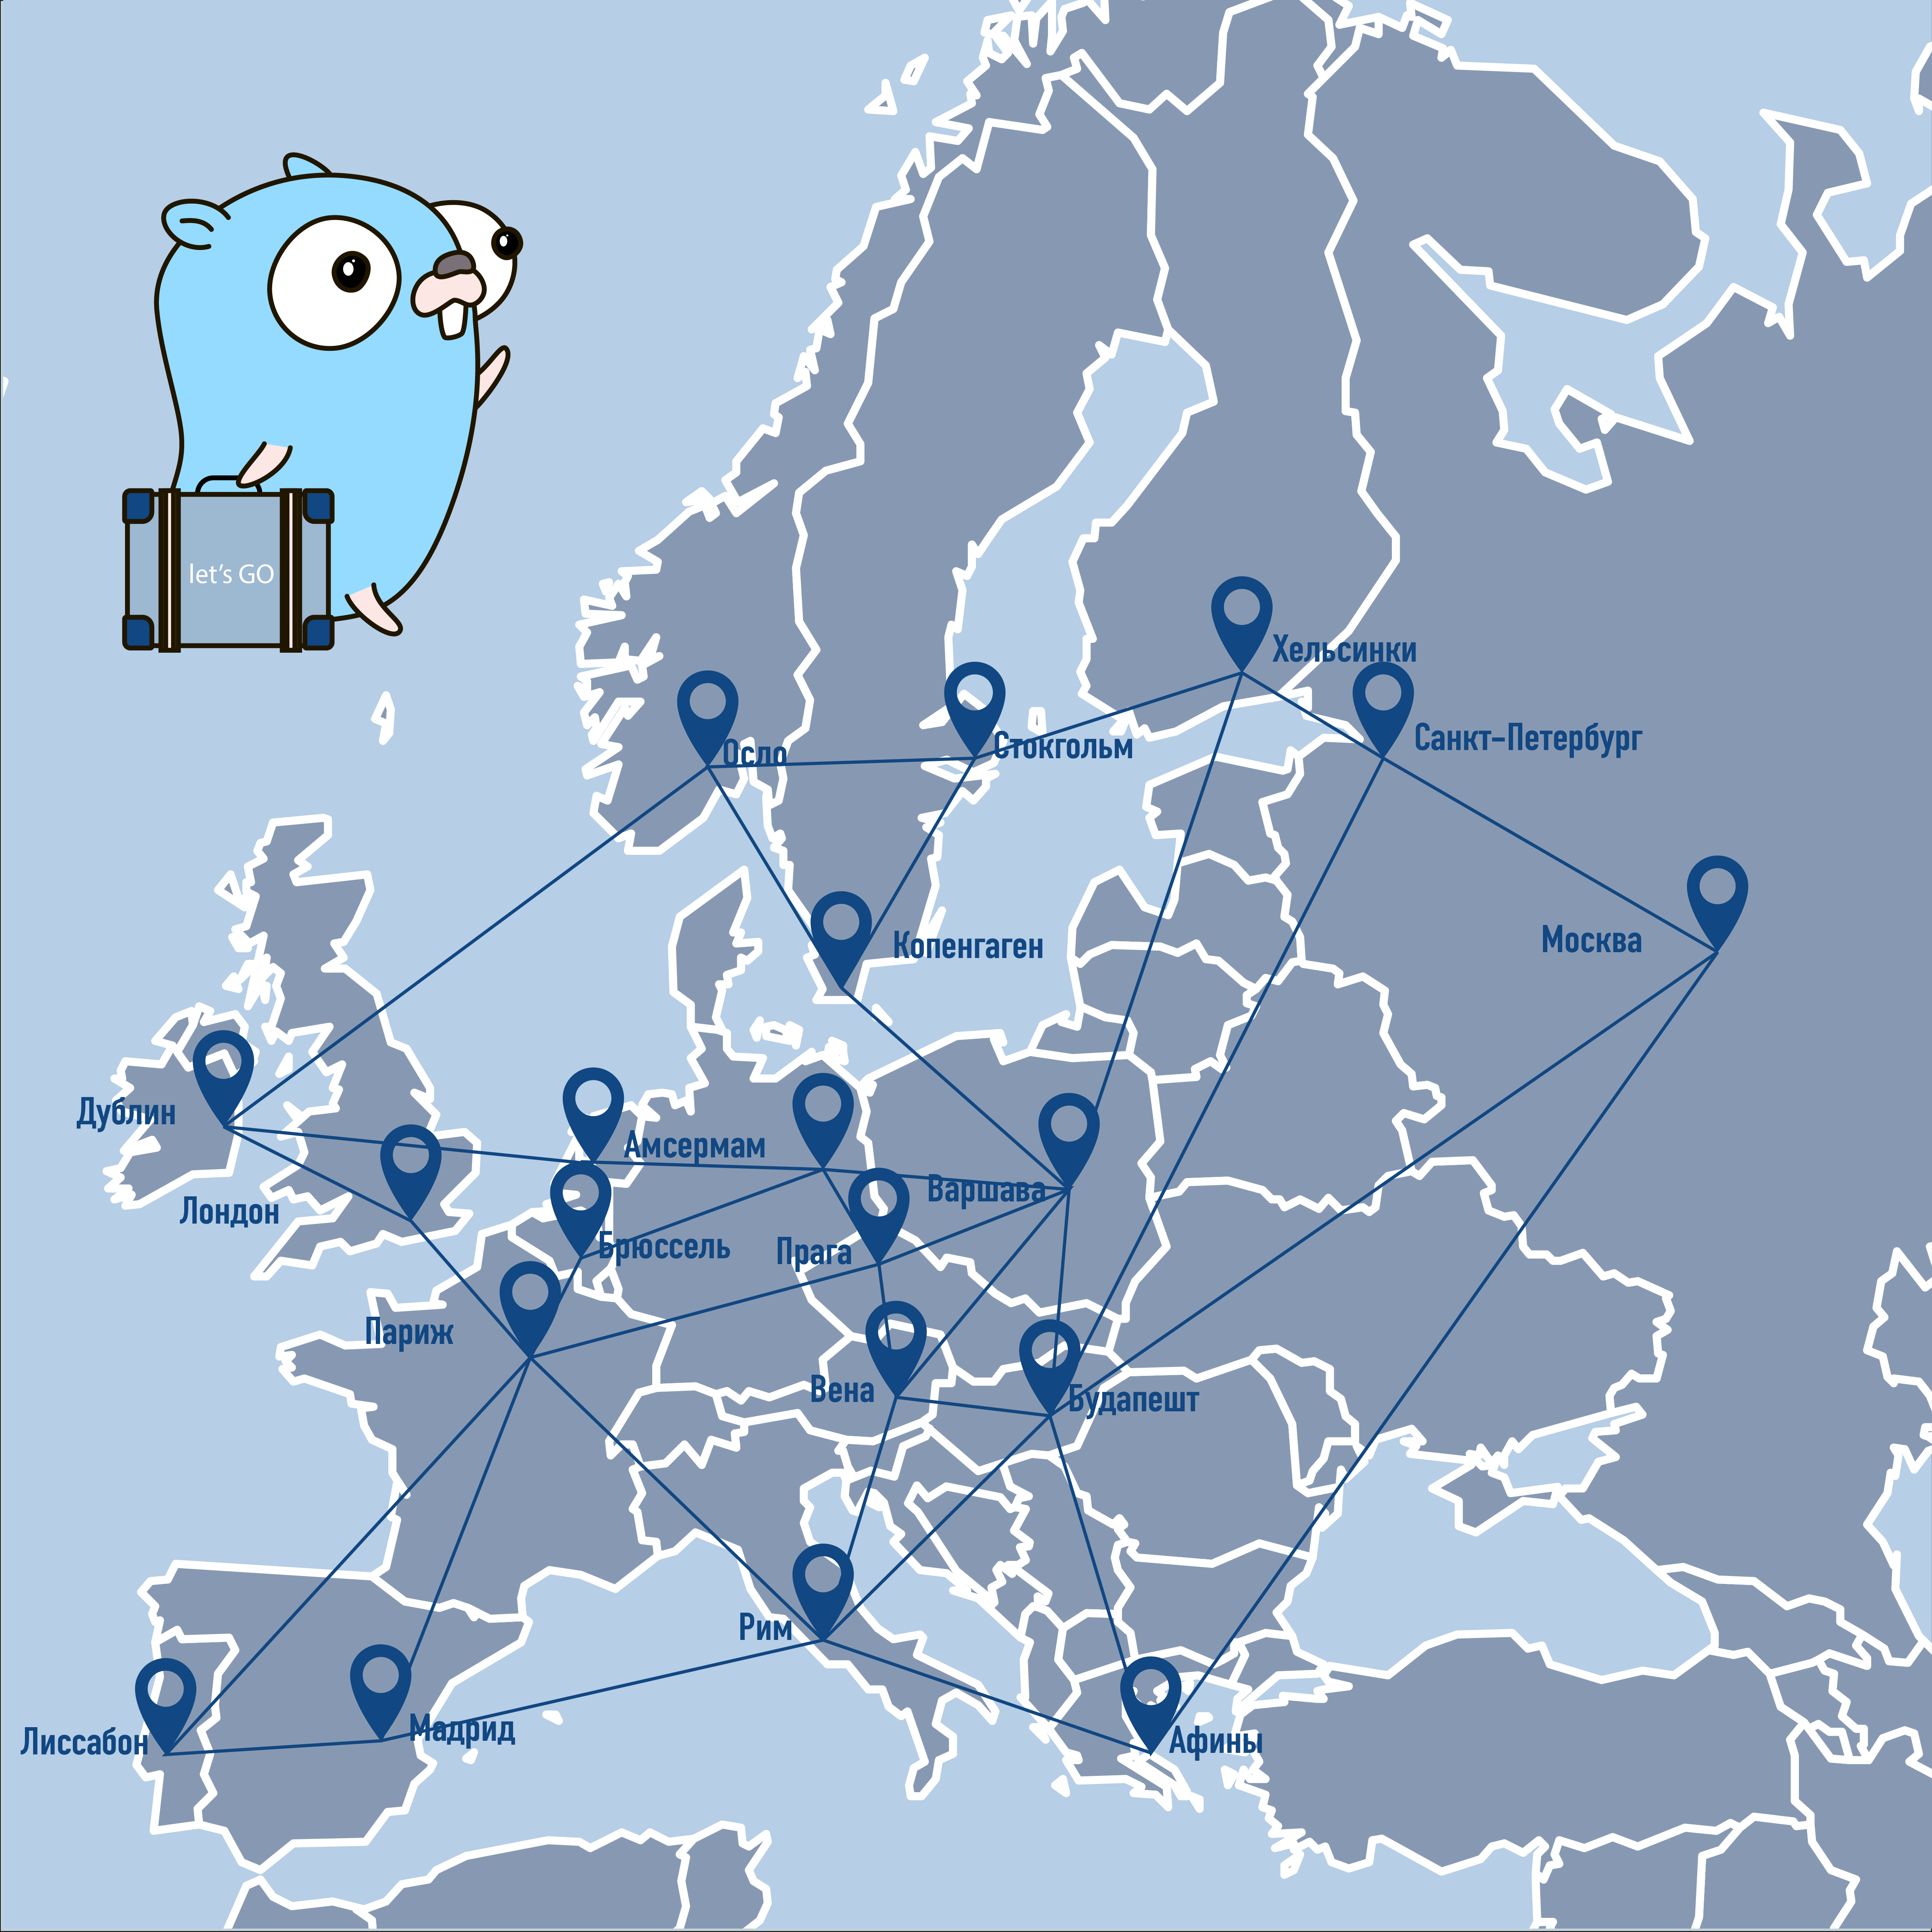 let's GO
Хельсинки
Санкт-Петербург
Осло
Стокгольм
Копенгаген
Москва
Дублин
Амсермам
Варшава
Лондон
Брюссель
Прага
Париж
Вена
Будапешт
Рим
Мадрид
Лиссабон
Афины